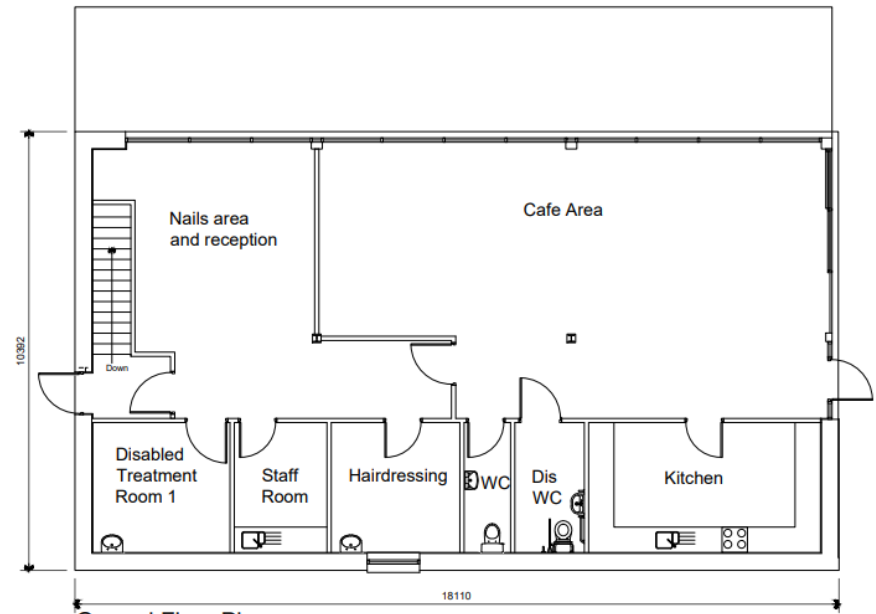 Nails area
and reception
Cafe Area
10392
Down
Disabled
Treatment
Room 1
Staff
Room
Hairdressing
WC
Dis
WC
Kitchen
18110